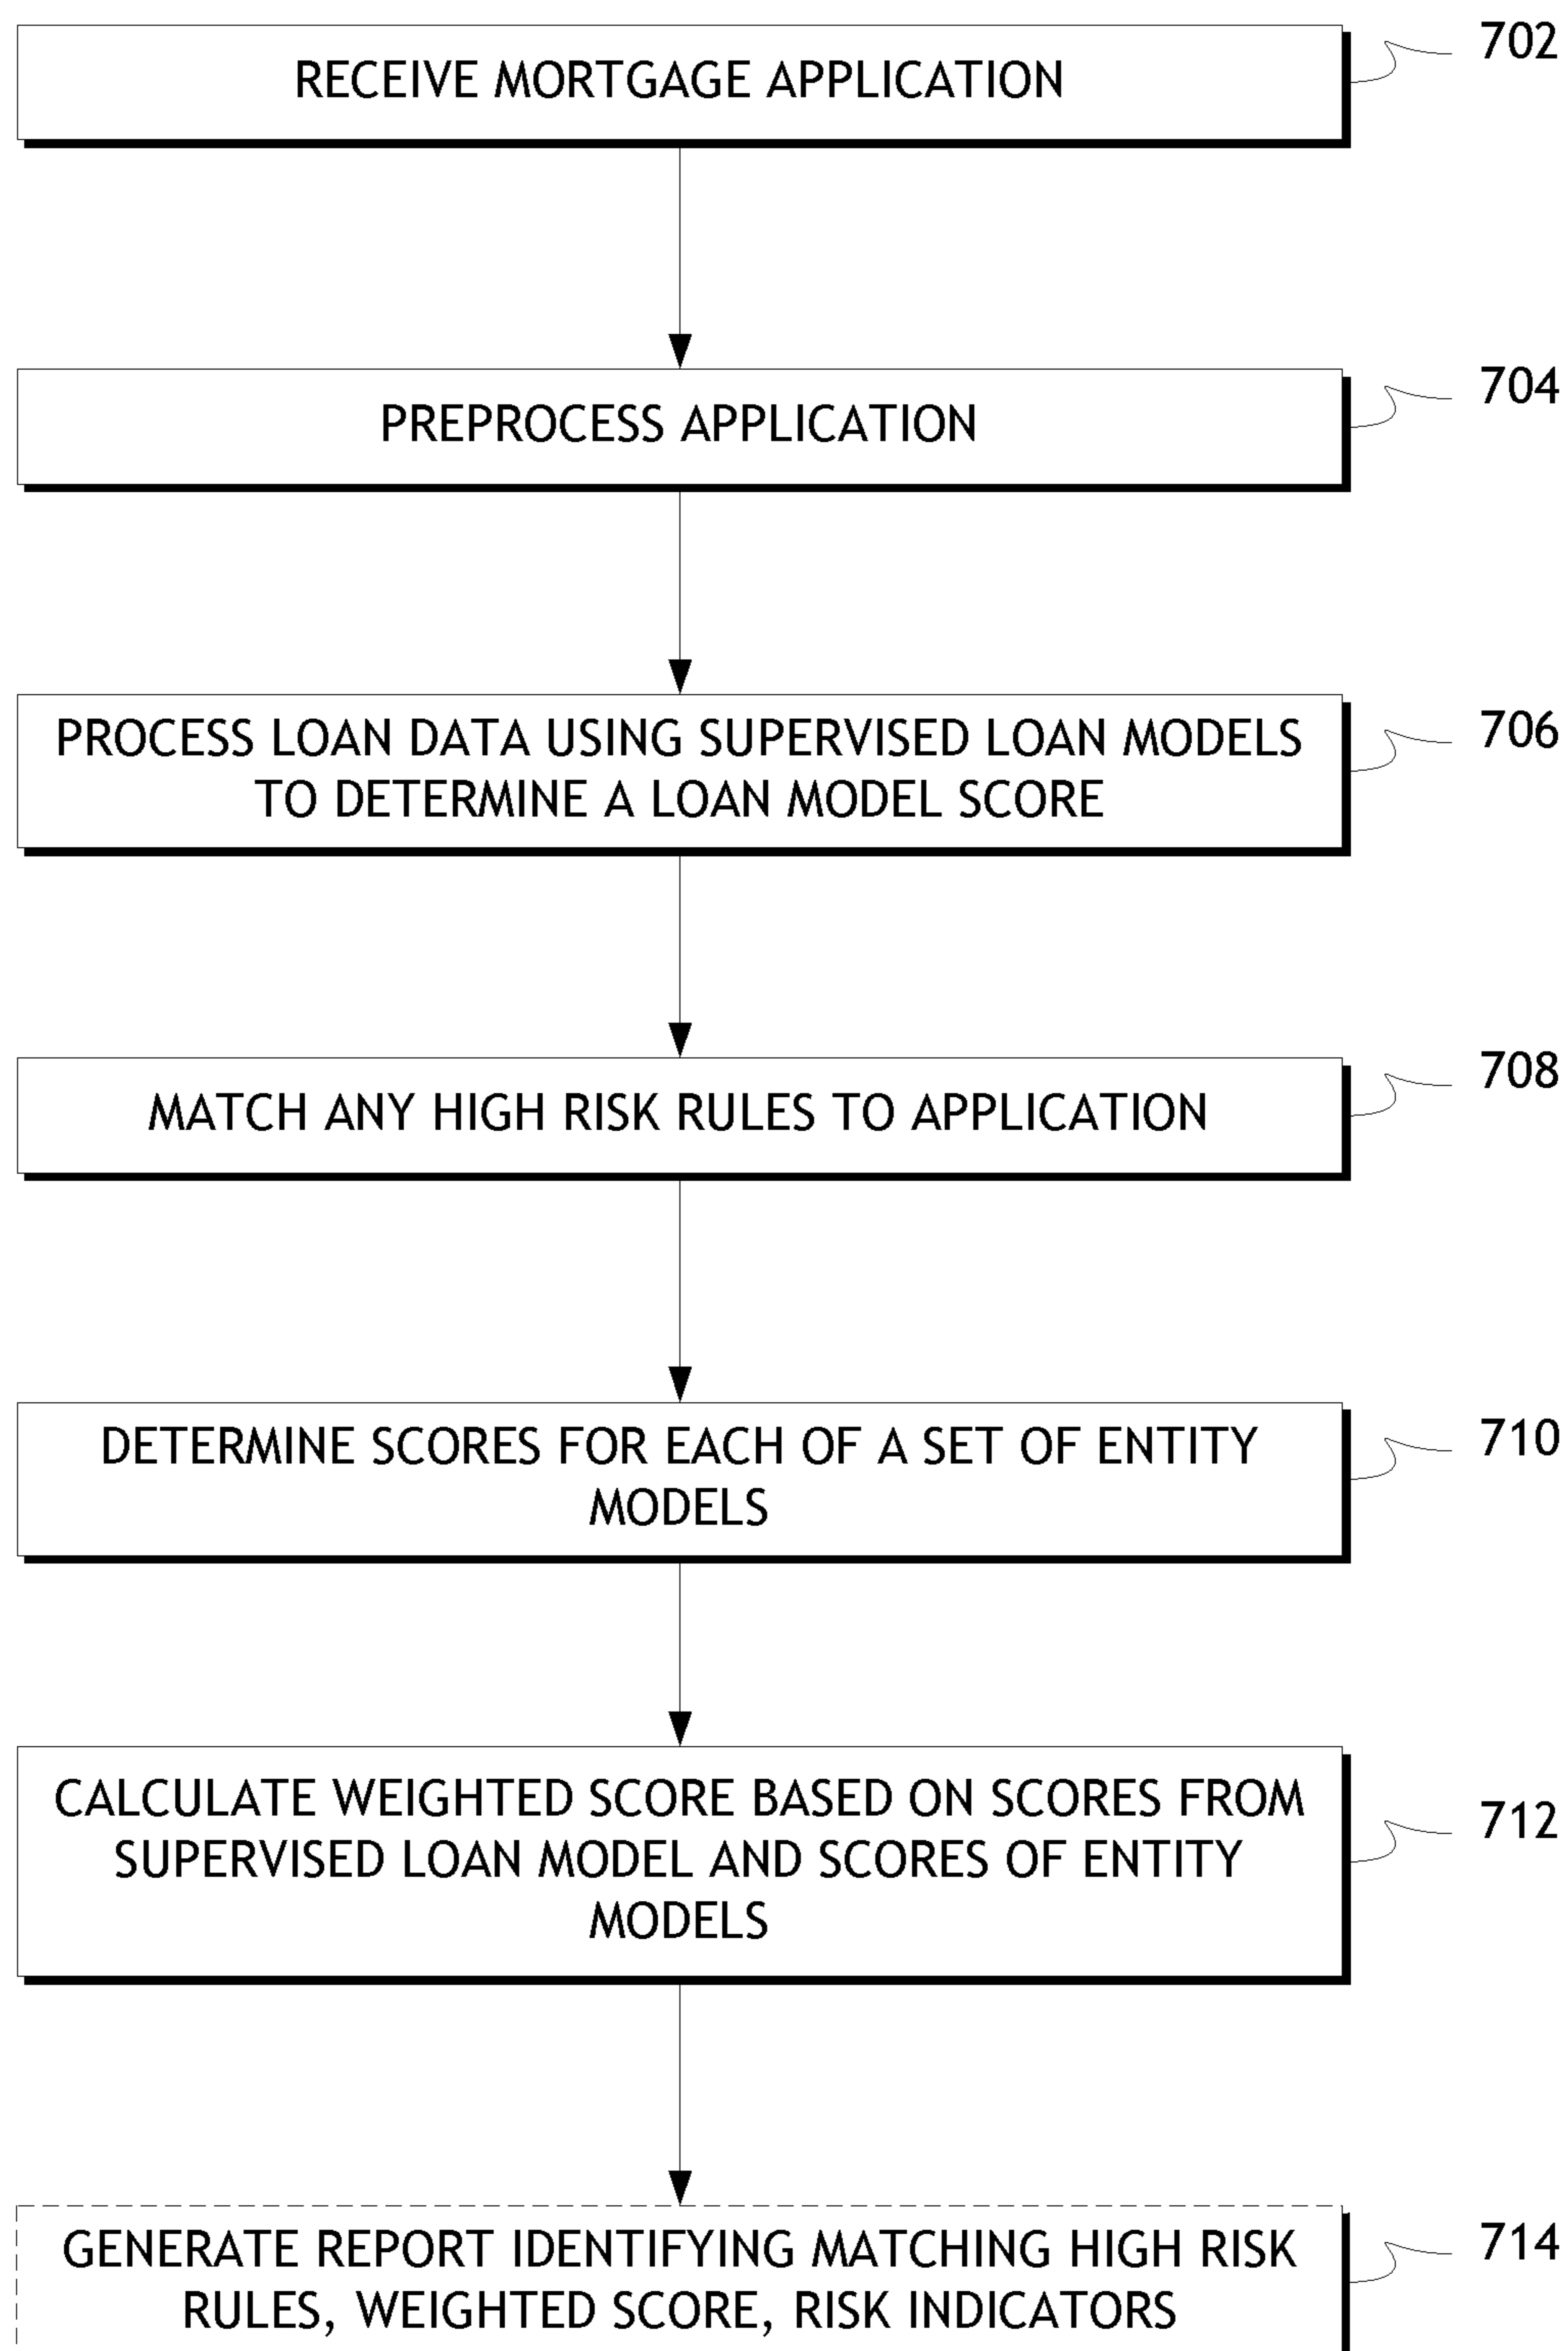 RECEIVE MORTGAGE APPLICATION
702
PREPROCESS APPLICATION
704
PROCESS LOAN DATA USING SUPERVISED LOAN MODELS
TO DETERMINE A LOAN MODEL SCORE
706
MATCH ANY HIGH RISK RULES TO APPLICATION
708
DETERMINE SCORES FOR EACH OF A SET OF ENTITY
MODELS
710
CALCULATE WEIGHTED SCORE BASED ON SCORES FROM
SUPERVISED LOAN MODEL AND SCORES OF ENTITY
MODELS
712
GENERATE REPORT IDENTIFYING MATCHING HIGH RISK
RULES, WEIGHTED SCORE, RISK INDICATORS
714